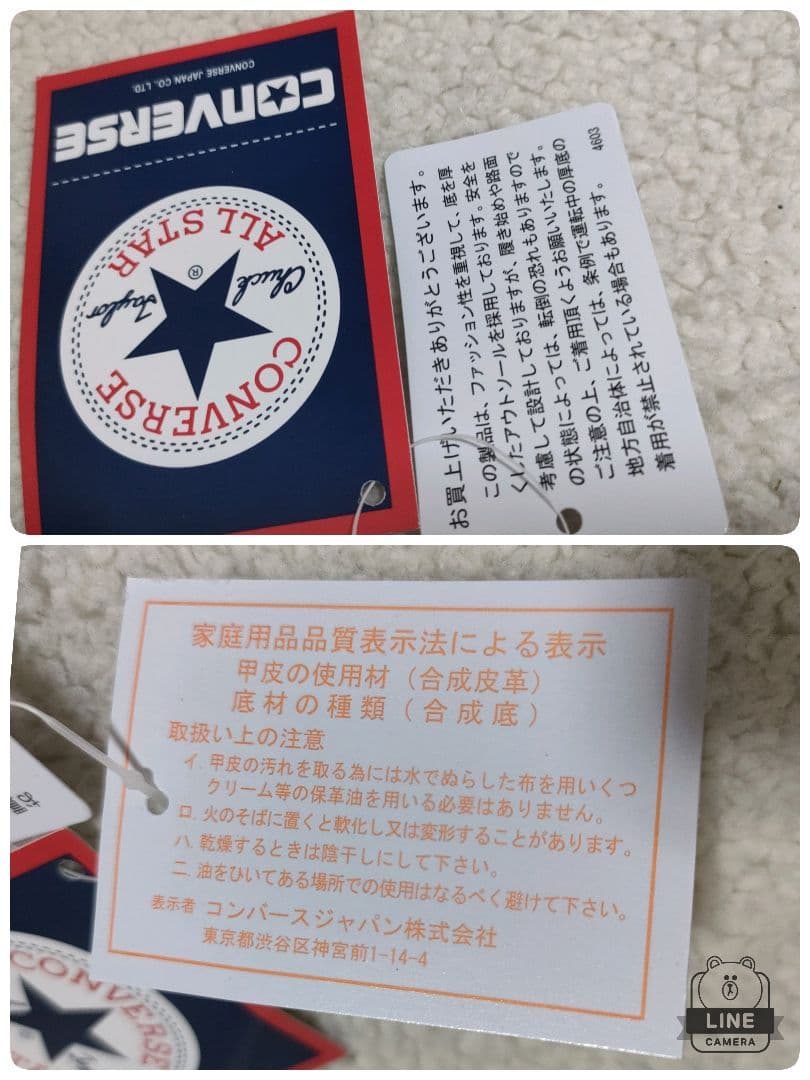 CONVERSE JAPAN CO., LTD.
CONVERSE
CONVERSE
ALL STAR
Chuck
Taylor
®
お買上げいただきありがとうございます。
この製品は、ファッション性を重視して、底を厚
くしたアウトソールを採用しております。安全を
考慮して設計しておりますが、履き始めや路面
の状態によっては、転倒の恐れもありますので
ご注意の上、ご着用頂くようお願いいたします。
地方自治体によっては、条例で運転中の厚底の
着用が禁止されている場合もあります。
4603
家庭用品品質表示法による表示
甲皮の使用材(合成皮革)
底材の種類(合成底)
取扱い上の注意
イ. 甲皮の汚れを取る為には水でぬらした布を用いくつ
クリーム等の保革油を用いる必要はありません。
ロ. 火のそばに置くと軟化し又は変形することがあります。
ハ. 乾燥するときは陰干しにして下さい。
ニ. 油をひいてある場所での使用はなるべく避けて下さい。
表示者 コンバースジャパン株式会社
東京都渋谷区神宮前1-14-4
CONVERSE
LINE
CAMERA